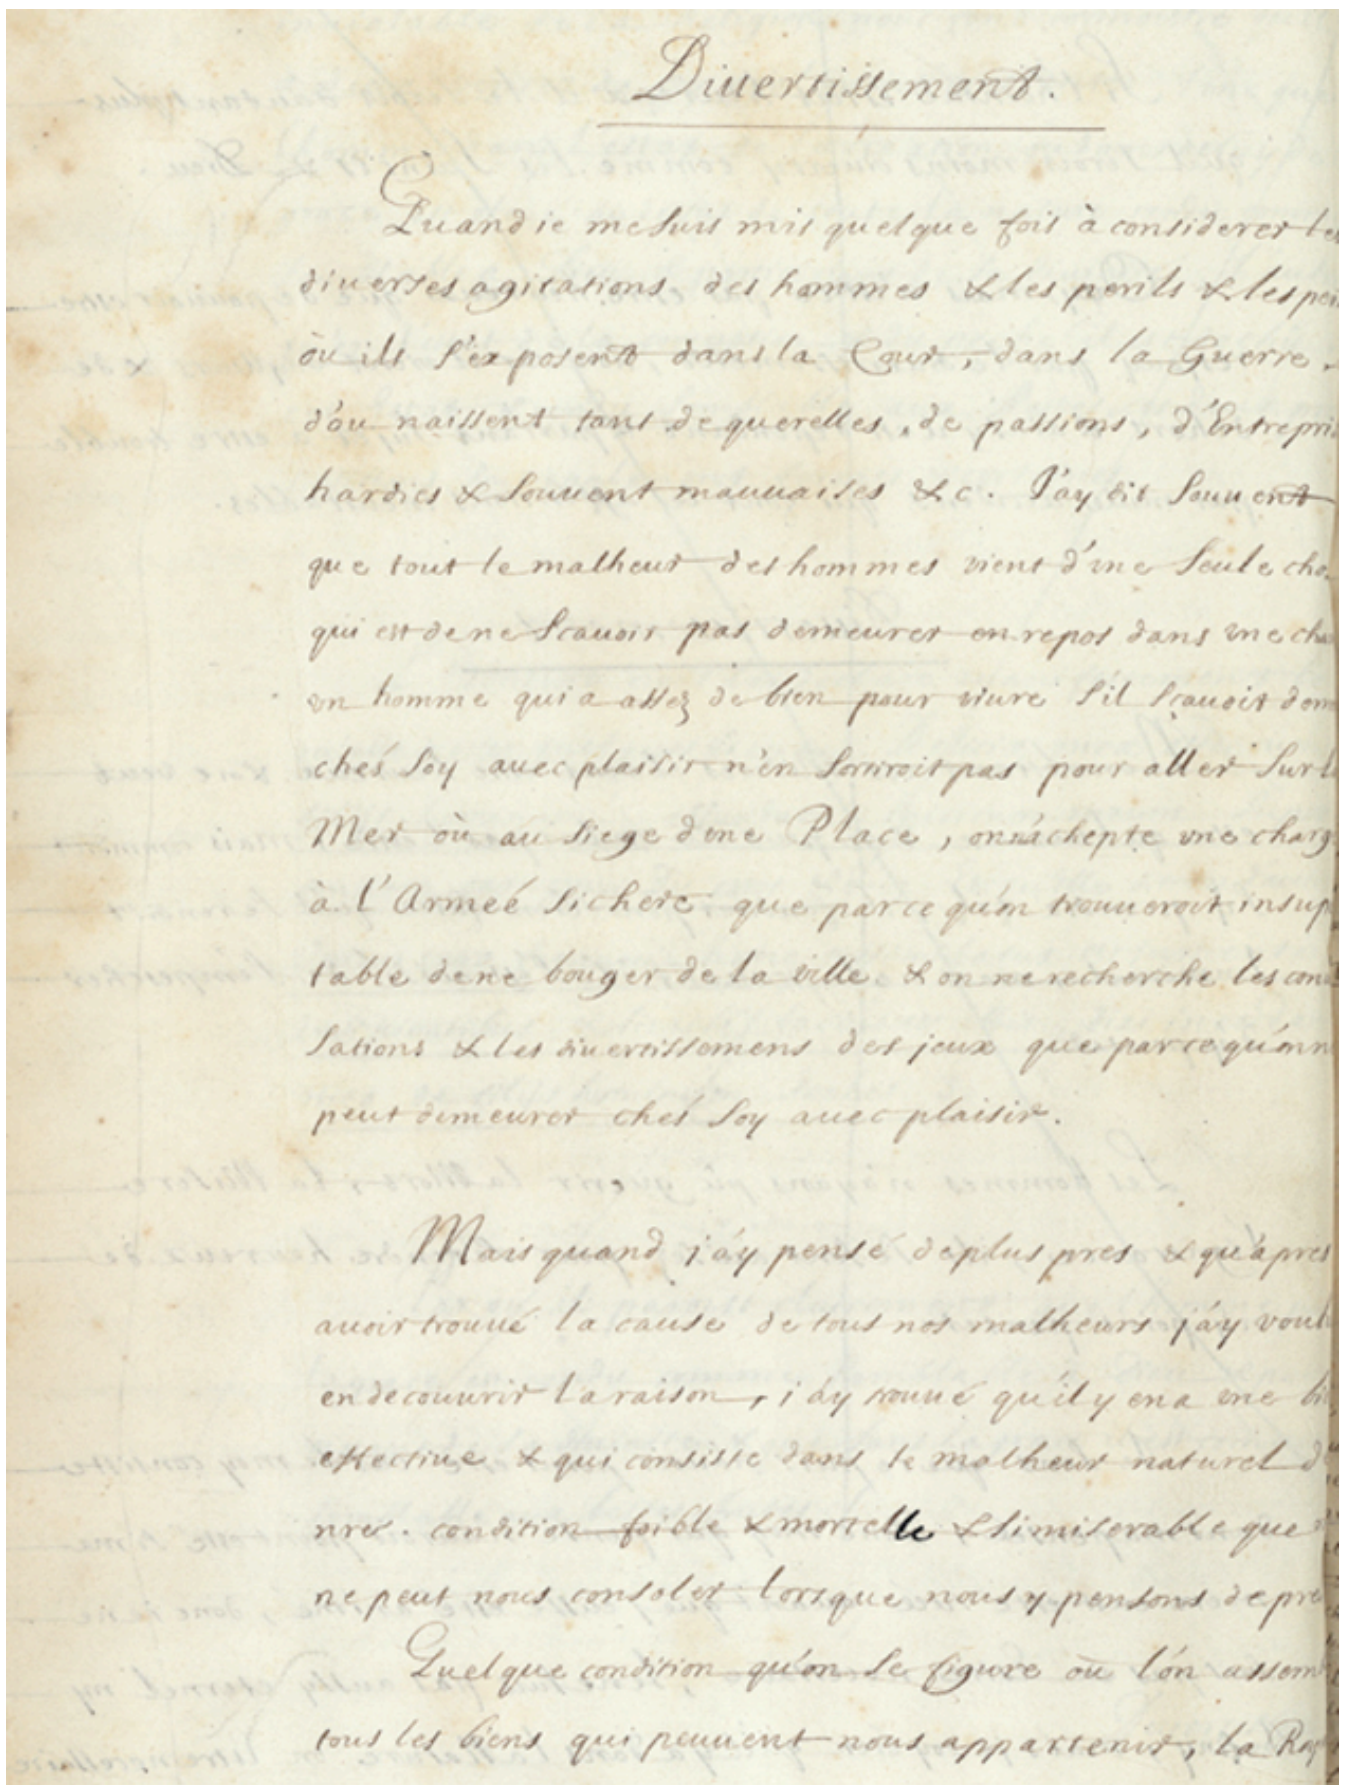 Divertissement.
Quand ie me suis mis quelque fois à considerer les
diuerses agitations des hommes & les perils & les pei
où ils s'exposent dans la Cour, dans la Guerre.
d'ou naissent tant de querelles, de passions, d'Entrepri
hardies & souuent mauuaises &c. J'ay dit souuent
que tout le malheur des hommes vient d'vne seule cho
qui est de ne scauoir pas demeurer en repos dans vne cha
vn homme qui a assez de bien pour viure s'il sçauoit dem
chés soy auec plaisir n'en sortiroit pas pour aller sur l
Mer où au siege d'vne Place, on n'achepte vne charg
à l'Armeé si chere que parce qu'on trouueroit insup
table de ne bouger de la ville & on ne recherche les con
sations & les diuertissemens des jeux que parce qu'on n
peut demeurer chés soy auec plaisir.
Mais quand j'ay pensé de plus pres & qu'apres
auoir trouué la cause de tous nos malheurs j'ay voul
en decouurir la raison, j'ay trouué qu'il y en a vne bi
effectiue & qui consiste dans le malheur naturel d
nre. condition foible & mortelle & si miserable que
ne peut nous consoler lorsque nous y pensons de pre
Quelque condition qu'on se figure où l'on assem
tous les biens qui peuuent nous appartenir, la Roy